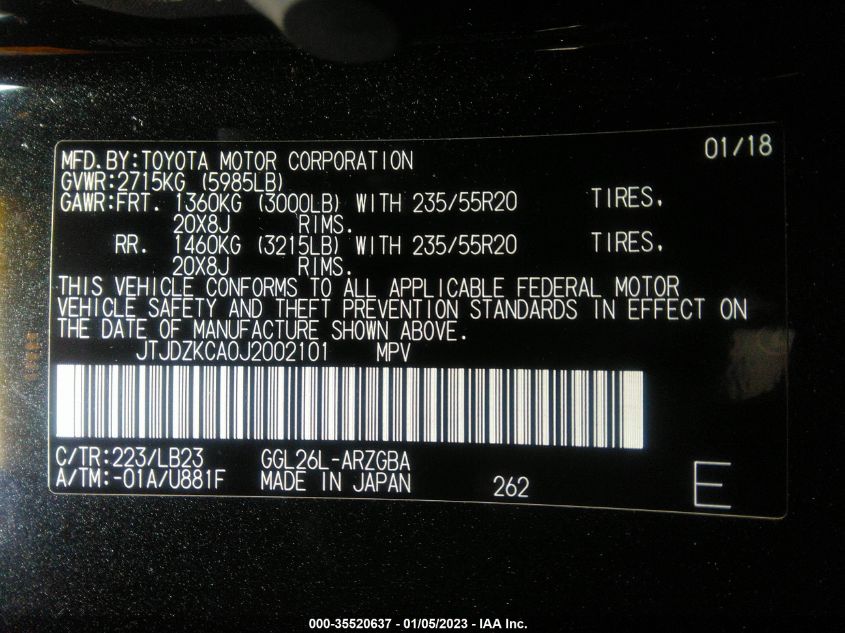 01/18
MFD.BY:TOYOTA MOTOR CORPORATION
GVWR:2715KG (5985LB)
GAWR:FRT. 1360KG (3000LB) WITH 235/55R20 TIRES,
20X8J RIMS.
RR. 1460KG (3215LB) WITH 235/55R20 TIRES,
20X8J RIMS.
THIS VEHICLE CONFORMS TO ALL APPLICABLE FEDERAL MOTOR
VEHICLE SAFETY AND THEFT PREVENTION STANDARDS IN EFFECT ON
THE DATE OF MANUFACTURE SHOWN ABOVE.
JTJDZKCA0J2002101 MPV
C/TR:223/LB23 GGL26L-ARZGBA
A/TM:-01A/U881F MADE IN JAPAN 262 E
000-35520637 - 01/05/2023 - IAA Inc.